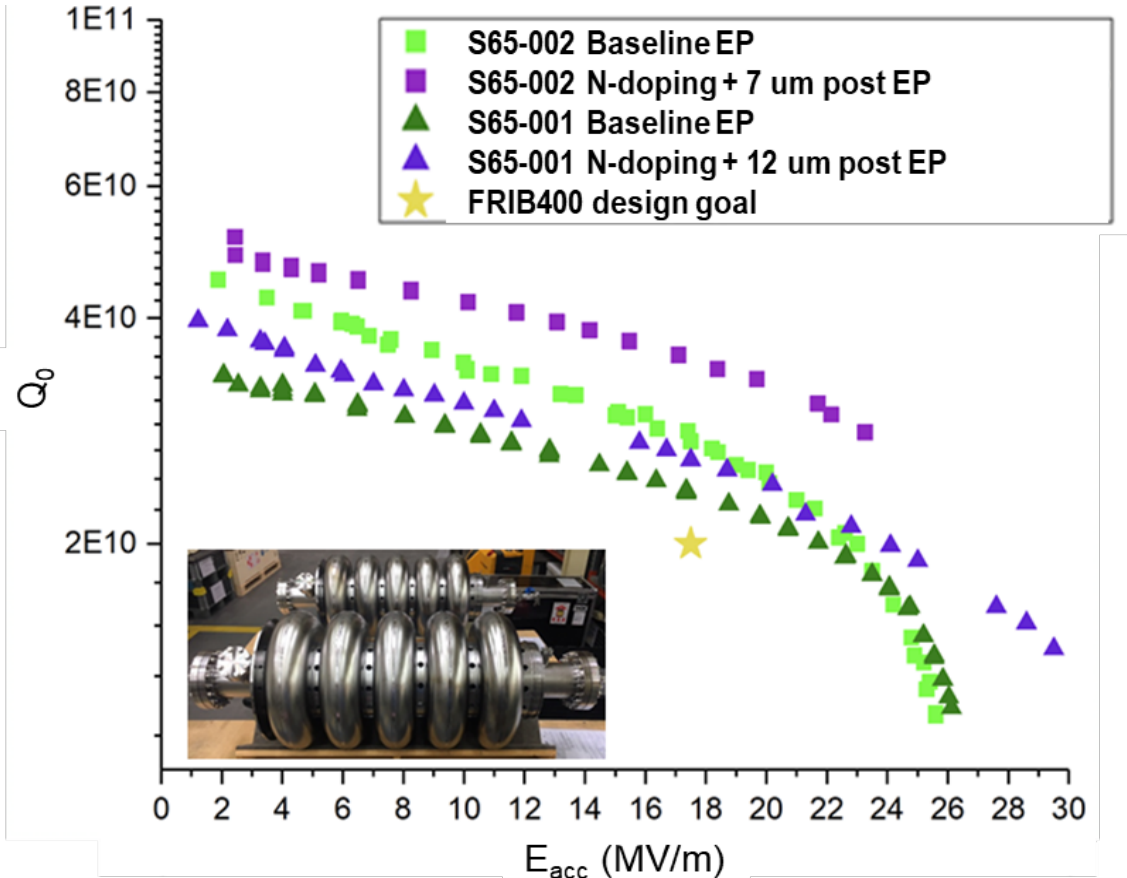 1E11
8E10
6E10
4E10
2E10
Q0
S65-002 Baseline EP
S65-002 N-doping + 7 um post EP
S65-001 Baseline EP
S65-001 N-doping + 12 um post EP
FRIB400 design goal
0 2 4 6 8 10 12 14 16 18 20 22 24 26 28 30
Eacc (MV/m)